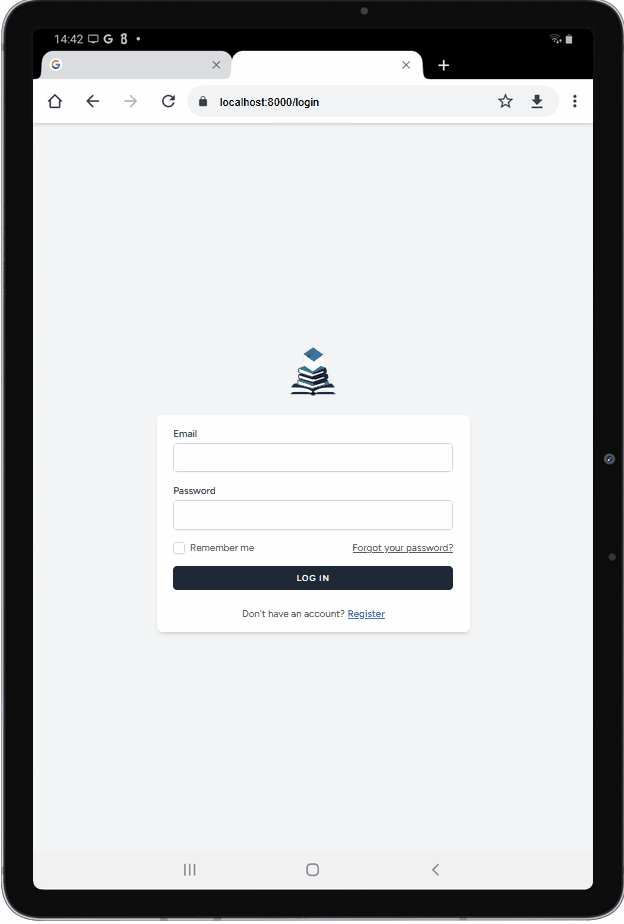 14:42
localhost:8000/login
Email
Password
Remember me
Forgot your password?
LOG IN
Don't have an account? Register